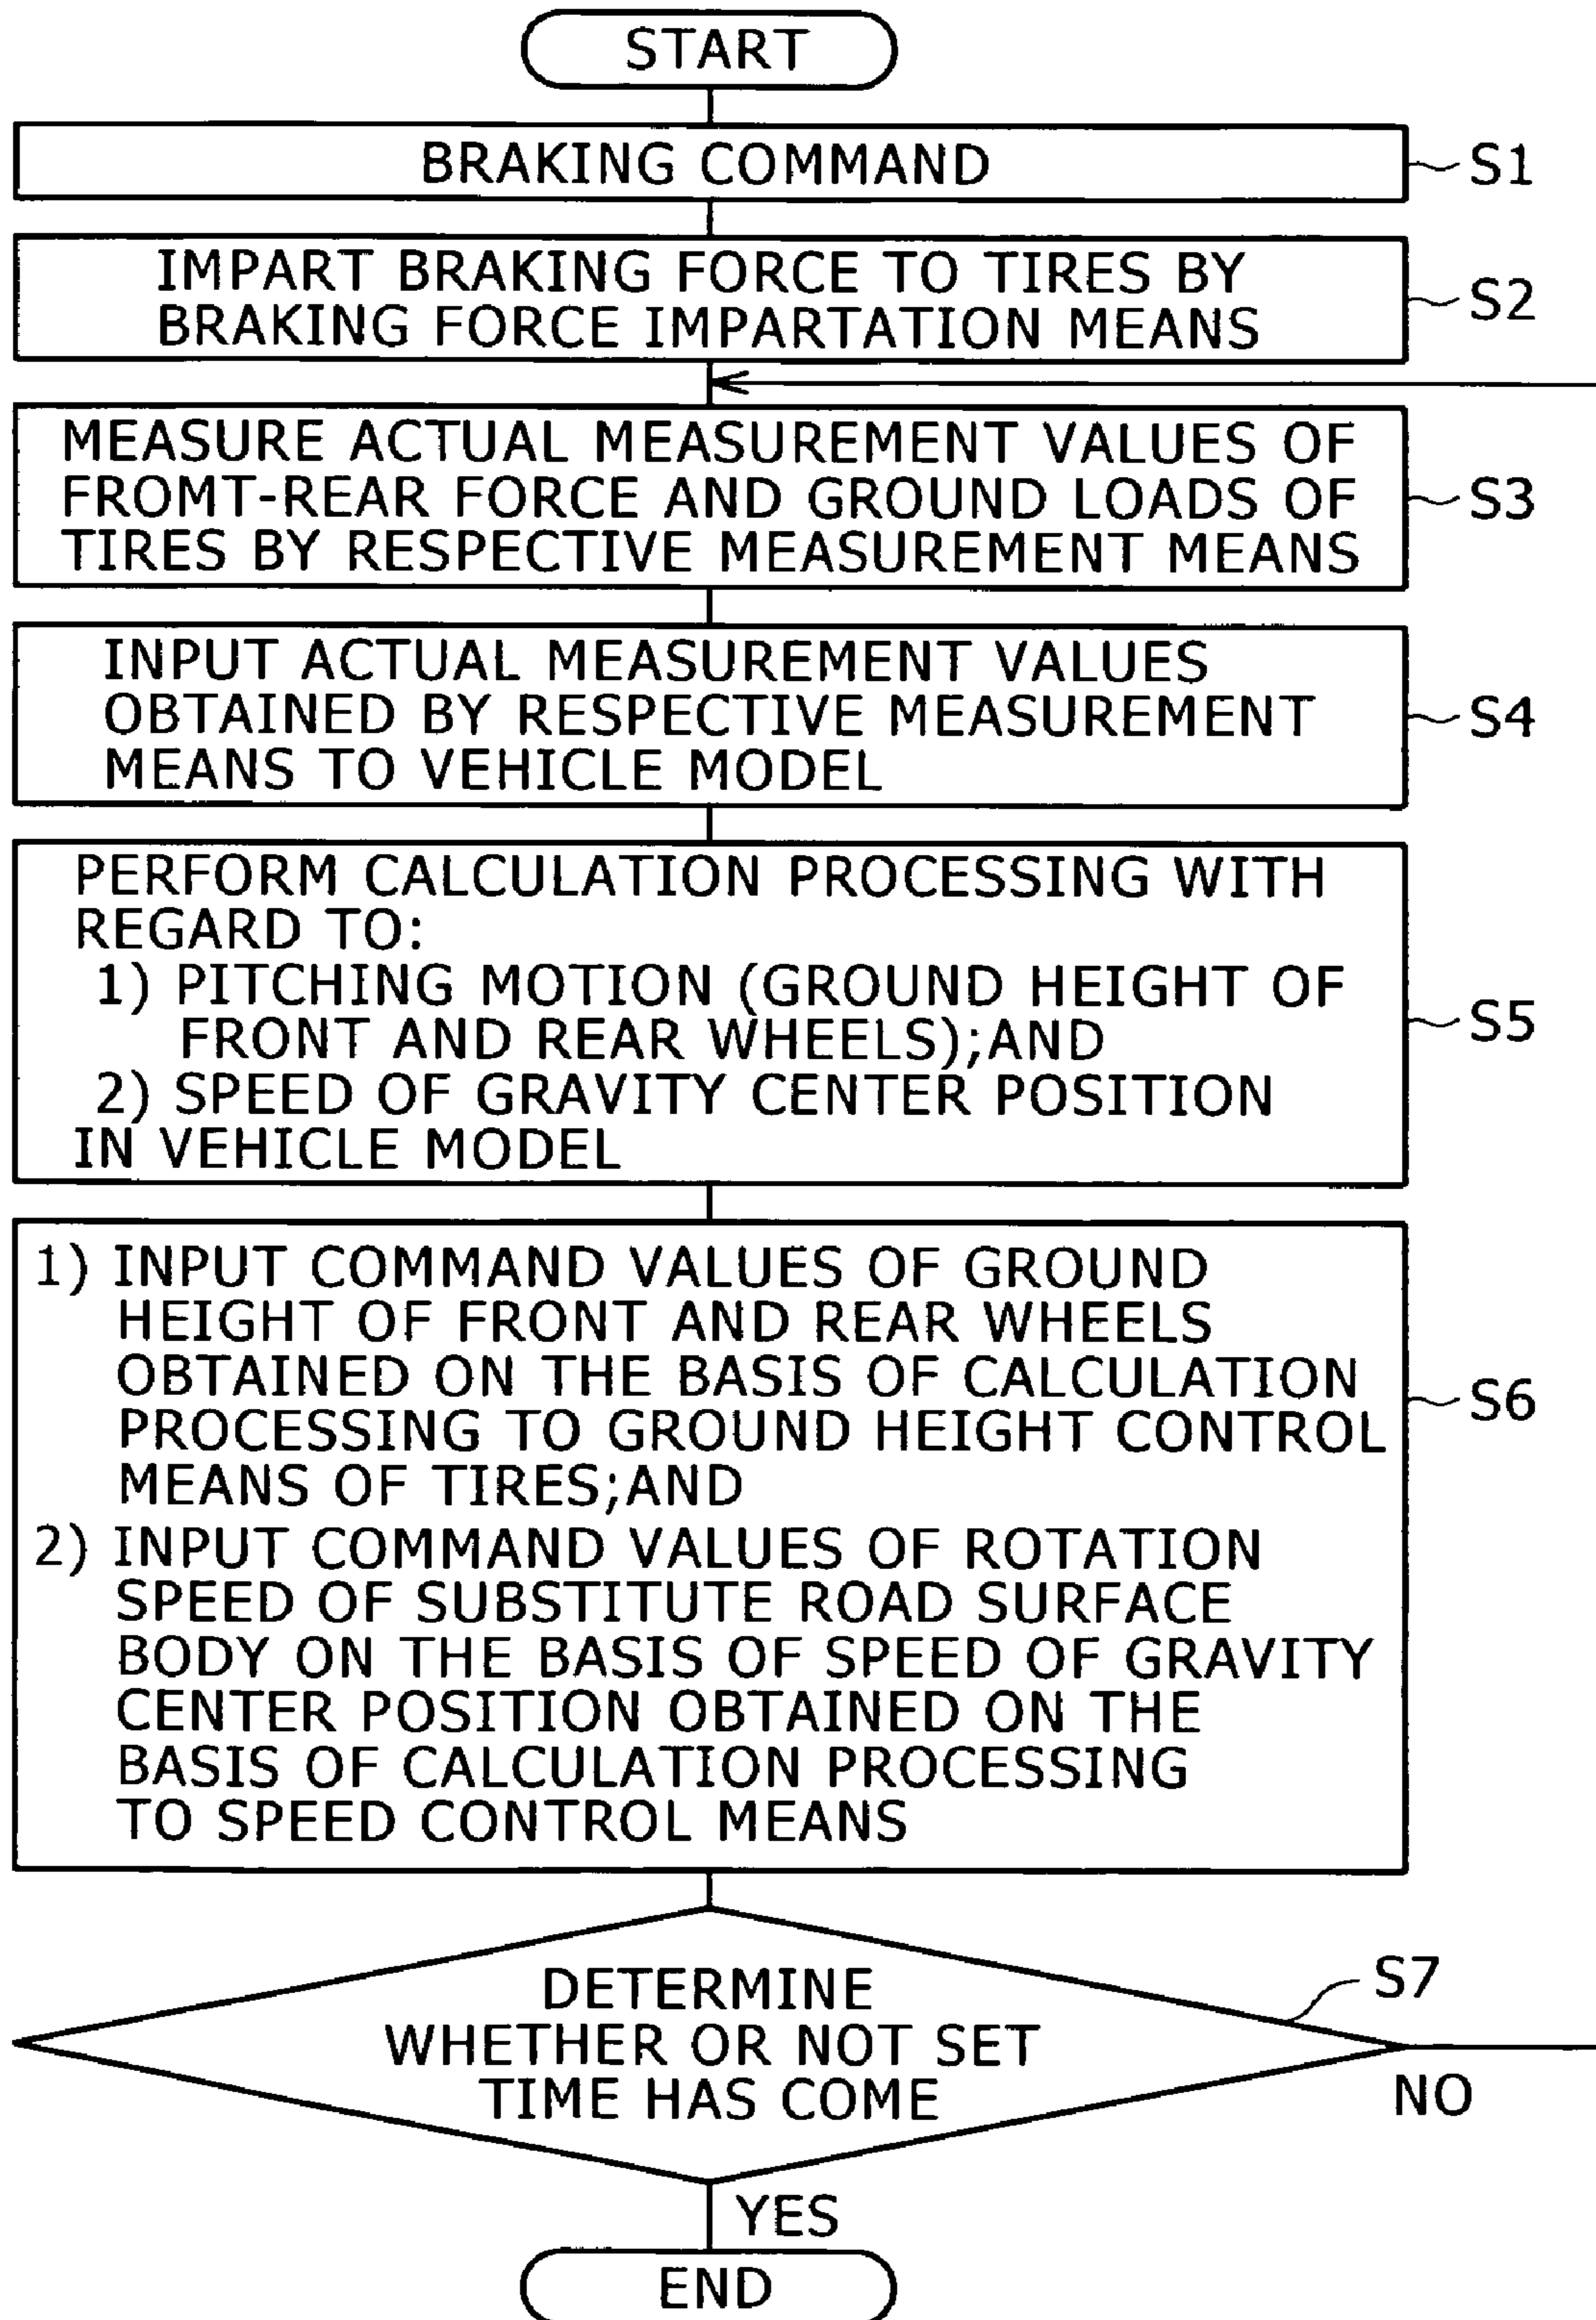 START
BRAKING COMMAND
S1
IMPART BRAKING FORCE TO TIRES BY
BRAKING FORCE IMPARTATION MEANS
S2
MEASURE ACTUAL MEASUREMENT VALUES OF
FROMT-REAR FORCE AND GROUND LOADS OF
TIRES BY RESPECTIVE MEASUREMENT MEANS
S3
INPUT ACTUAL MEASUREMENT VALUES
OBTAINED BY RESPECTIVE MEASUREMENT
MEANS TO VEHICLE MODEL
S4
PERFORM CALCULATION PROCESSING WITH
REGARD TO:
1) PITCHING MOTION (GROUND HEIGHT OF
FRONT AND REAR WHEELS);AND
2) SPEED OF GRAVITY CENTER POSITION
IN VEHICLE MODEL
S5
1) INPUT COMMAND VALUES OF GROUND
HEIGHT OF FRONT AND REAR WHEELS
OBTAINED ON THE BASIS OF CALCULATION
PROCESSING TO GROUND HEIGHT CONTROL
MEANS OF TIRES;AND
2) INPUT COMMAND VALUES OF ROTATION
SPEED OF SUBSTITUTE ROAD SURFACE
BODY ON THE BASIS OF SPEED OF GRAVITY
CENTER POSITION OBTAINED ON THE
BASIS OF CALCULATION PROCESSING
TO SPEED CONTROL MEANS
S6
DETERMINE
WHETHER OR NOT SET
TIME HAS COME
S7
NO
YES
END